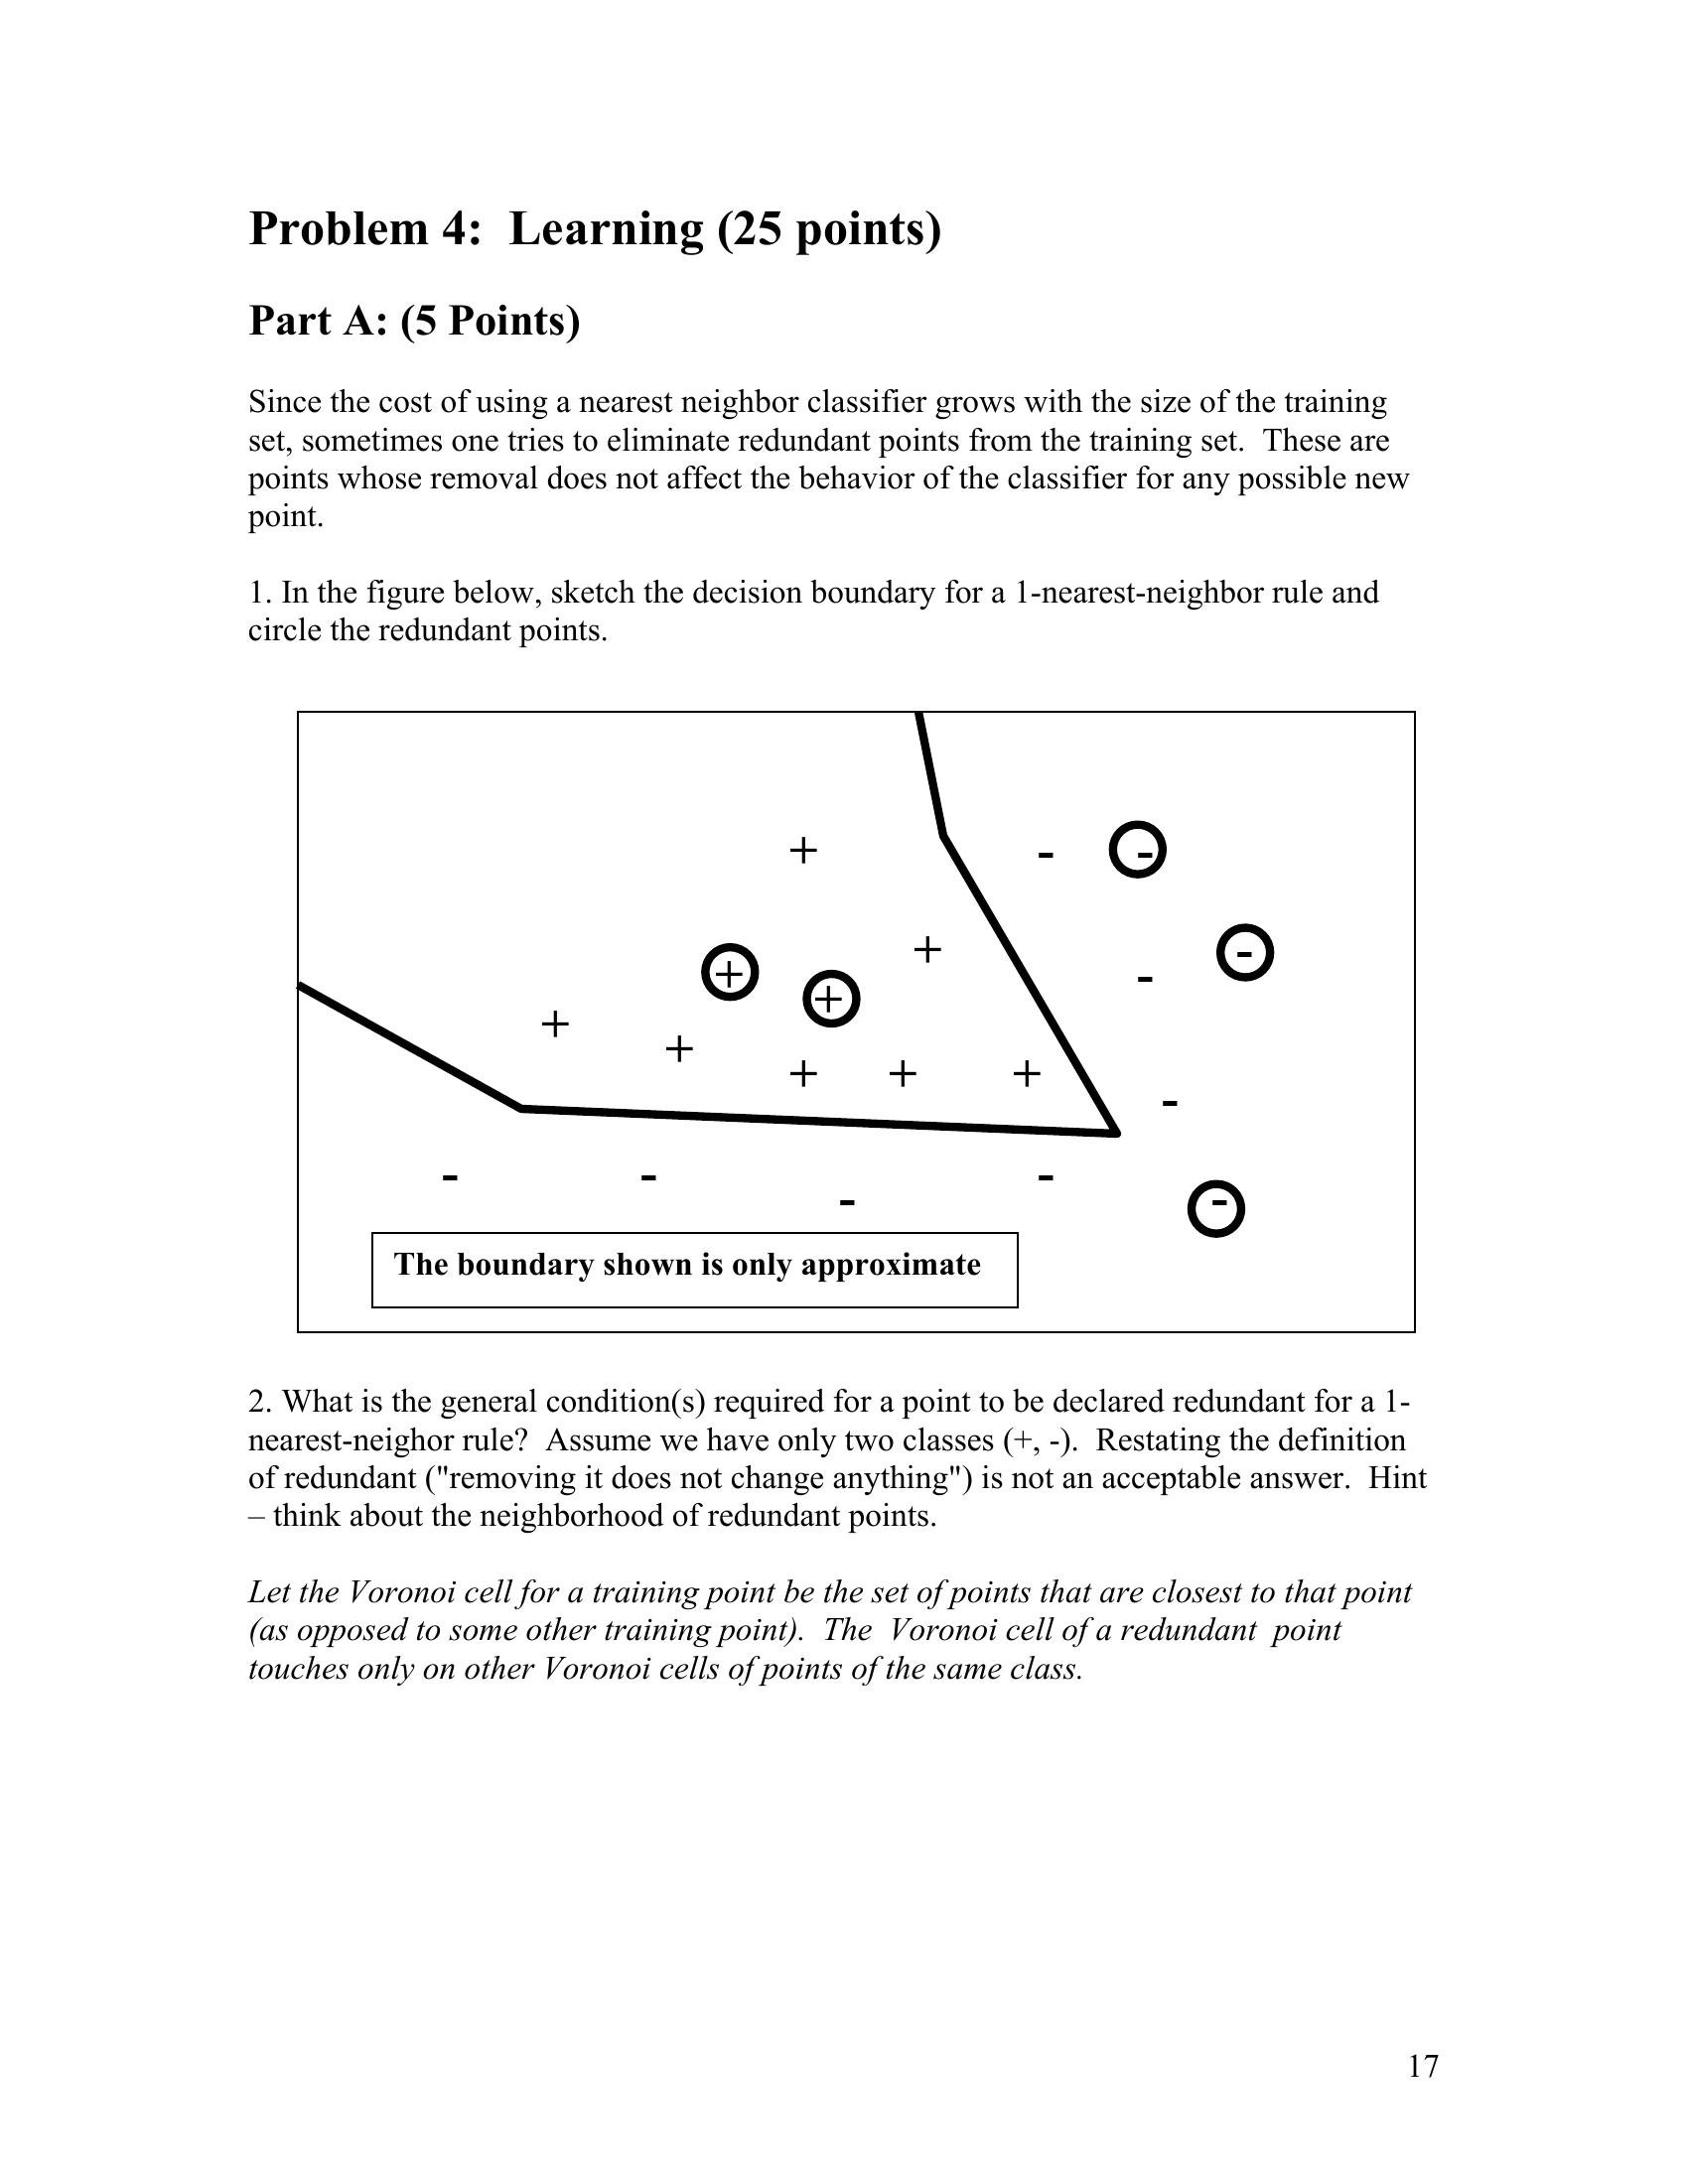 Problem 4: Learning (25 points)
Part A: (5 Points)
Since the cost of using a nearest neighbor classifier grows with the size of the training
set, sometimes one tries to eliminate redundant points from the training set. These are
points whose removal does not affect the behavior of the classifier for any possible new
point.
1. In the figure below, sketch the decision boundary for a 1-nearest-neighbor rule and
circle the redundant points.
+ - -
+ + + - -
+ +
+ + + -
- - - - -
The boundary shown is only approximate
2. What is the general condition(s) required for a point to be declared redundant for a 1-
nearest-neighor rule? Assume we have only two classes (+, -). Restating the definition
of redundant ("removing it does not change anything") is not an acceptable answer. Hint
– think about the neighborhood of redundant points.
Let the Voronoi cell for a training point be the set of points that are closest to that point
(as opposed to some other training point). The Voronoi cell of a redundant point
touches only on other Voronoi cells of points of the same class.
17